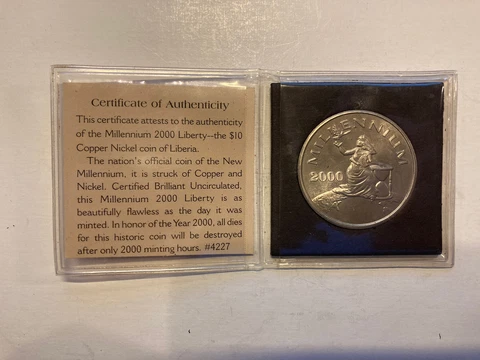 Certificate of Authenticity
This certificate attests to the authenticity
of the Millennium 2000 Liberty--the $10
Copper Nickel coin of Liberia.
The nation's official coin of the New
Millennium, it is struck of Copper and
Nickel. Certified Brilliant Uncirculated,
this Millennium 2000 Liberty is as
beautifully flawless as the day it was
minted. In honor of the Year 2000, all dies
for this historic coin will be destroyed
after only 2000 minting hours. #4227
MILLENNIUM
2000